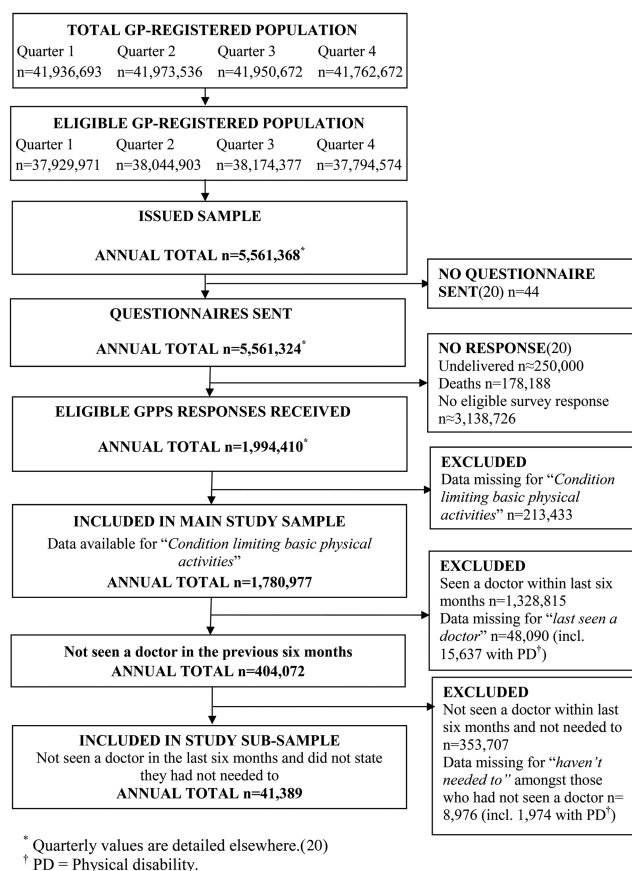 TOTAL GP-REGISTERED POPULATION
Quarter 1 Quarter 2 Quarter 3 Quarter 4
n=41,936,693 n=41,973,536 n=41,950,672 n=41,762,672
ELIGIBLE GP-REGISTERED POPULATION
Quarter 1 Quarter 2 Quarter 3 Quarter 4
n=37,929,971 n=38,044,903 n=38,174,377 n=37,794,574
ISSUED SAMPLE
ANNUAL TOTAL n=5,561,368*
NO QUESTIONNAIRE
SENT(20) n=44
QUESTIONNAIRES SENT
ANNUAL TOTAL n=5,561,324*
NO RESPONSE(20)
Undelivered n≈250,000
Deaths n=178,188
No eligible survey response
n≈3,138,726
ELIGIBLE GPPS RESPONSES RECEIVED
ANNUAL TOTAL n=1,994,410*
EXCLUDED
Data missing for “Condition
limiting basic physical
activities” n=213,433
INCLUDED IN MAIN STUDY SAMPLE
Data available for “Condition limiting basic physical
activities”
ANNUAL TOTAL n=1,780,977
EXCLUDED
Seen a doctor within last six
months n=1,328,815
Data missing for “last seen a
doctor” n=48,090 (incl.
15,637 with PD†)
Not seen a doctor in the previous six months
ANNUAL TOTAL n=404,072
EXCLUDED
Not seen a doctor within last
six months and not needed to
n=353,707
Data missing for “haven’t
needed to” amongst those
who had not seen a doctor n=
8,976 (incl. 1,974 with PD†)
INCLUDED IN STUDY SUB-SAMPLE
Not seen a doctor in the last six months and did not state
they had not needed to
ANNUAL TOTAL n=41,389
* Quarterly values are detailed elsewhere.(20)
† PD = Physical disability.